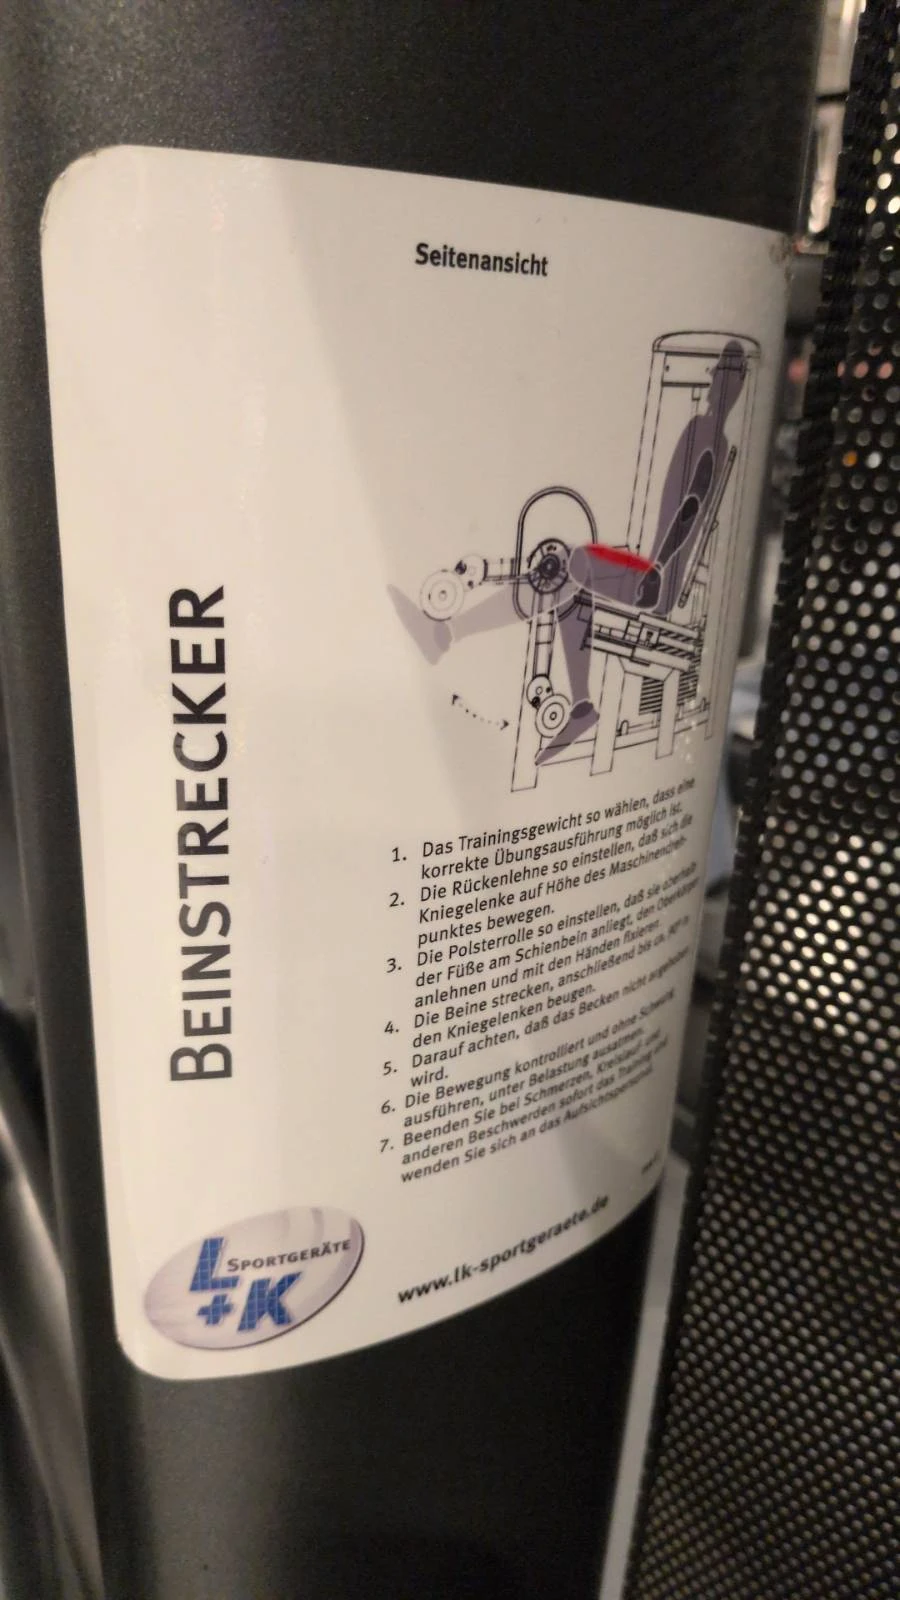 Seitenansicht
BEINSTRECKER
1. Das Trainingsgewicht so wählen, dass eine
korrekte Übungsausführung möglich ist.
2. Die Rückenlehne so einstellen, daß sich die
Kniegelenke auf Höhe des Maschinendreh-
punktes bewegen.
3. Die Polsterrolle so einstellen, daß sie oberhalb
der Füße am Schienbein anliegt, den Oberkörper
anlehnen und mit den Händen fixieren.
4. Die Beine strecken, anschließend bis ca. 90° in
den Kniegelenken beugen.
5. Darauf achten, daß das Becken nicht angehoben
wird.
6. Die Bewegung kontrolliert und ohne Schwung
ausführen, unter Belastung ausatmen.
7. Beenden Sie bei Schmerzen, Kreislauf- und
anderen Beschwerden sofort das Training und
wenden Sie sich an das Aufsichtspersonal.
L SPORTGERÄTE
+K
www.lk-sportgeraete.de